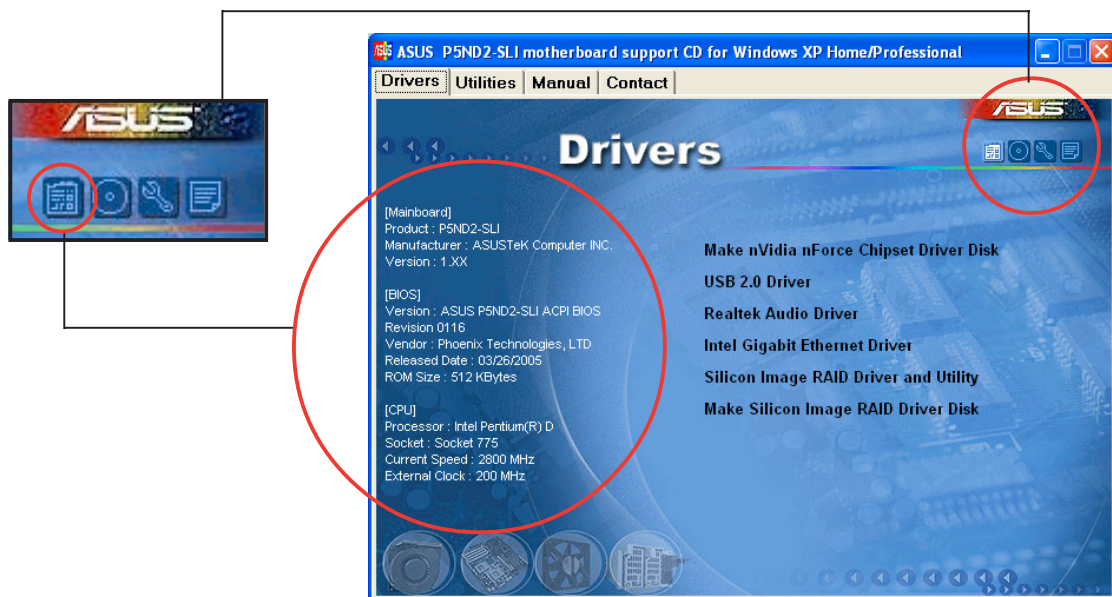 ASUS
ASUS P5ND2-SLI motherboard support CD for Windows XP Home/Professional
Drivers Utilities Manual Contact
ASUS
Drivers
[Mainboard]
Product : P5ND2-SLI
Manufacturer : ASUSTeK Computer INC.
Version : 1.XX
[BIOS]
Version : ASUS P5ND2-SLI ACPI BIOS
Revision 0116
Vendor : Phoenix Technologies, LTD
Released Date : 03/26/2005
ROM Size : 512 KBytes
[CPU]
Processor : Intel Pentium(R) D
Socket : Socket 775
Current Speed : 2800 MHz
External Clock : 200 MHz
Make nVidia nForce Chipset Driver Disk
USB 2.0 Driver
Realtek Audio Driver
Intel Gigabit Ethernet Driver
Silicon Image RAID Driver and Utility
Make Silicon Image RAID Driver Disk